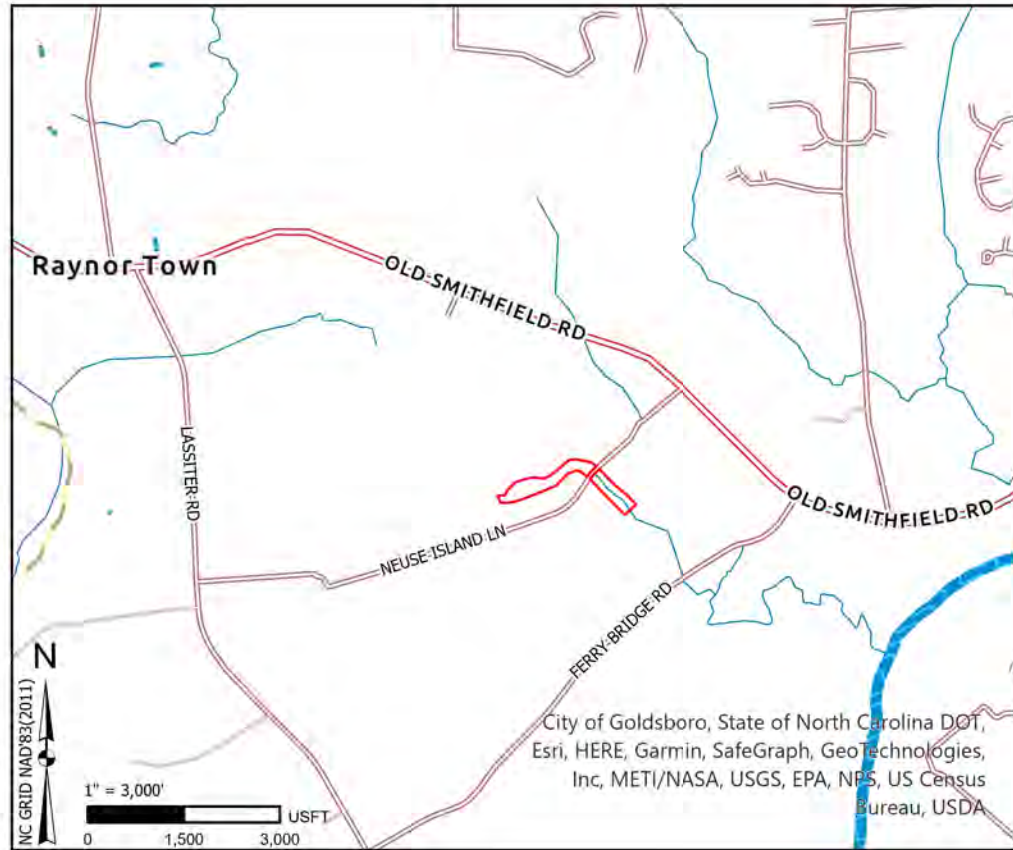 Raynor Town
OLD SMITHFIELD RD
LASSITER RD
NEUSE ISLAND LN
OLD SMITHFIELD RD
FERRY BRIDGE RD
N
NC GRID NAD'83(2011)
1" = 3,000'
USFT
0 1,500 3,000
City of Goldsboro, State of North Carolina DOT,
Esri, HERE, Garmin, SafeGraph, GeoTechnologies,
Inc, METI/NASA, USGS, EPA, NPS, US Census
Bureau, USDA